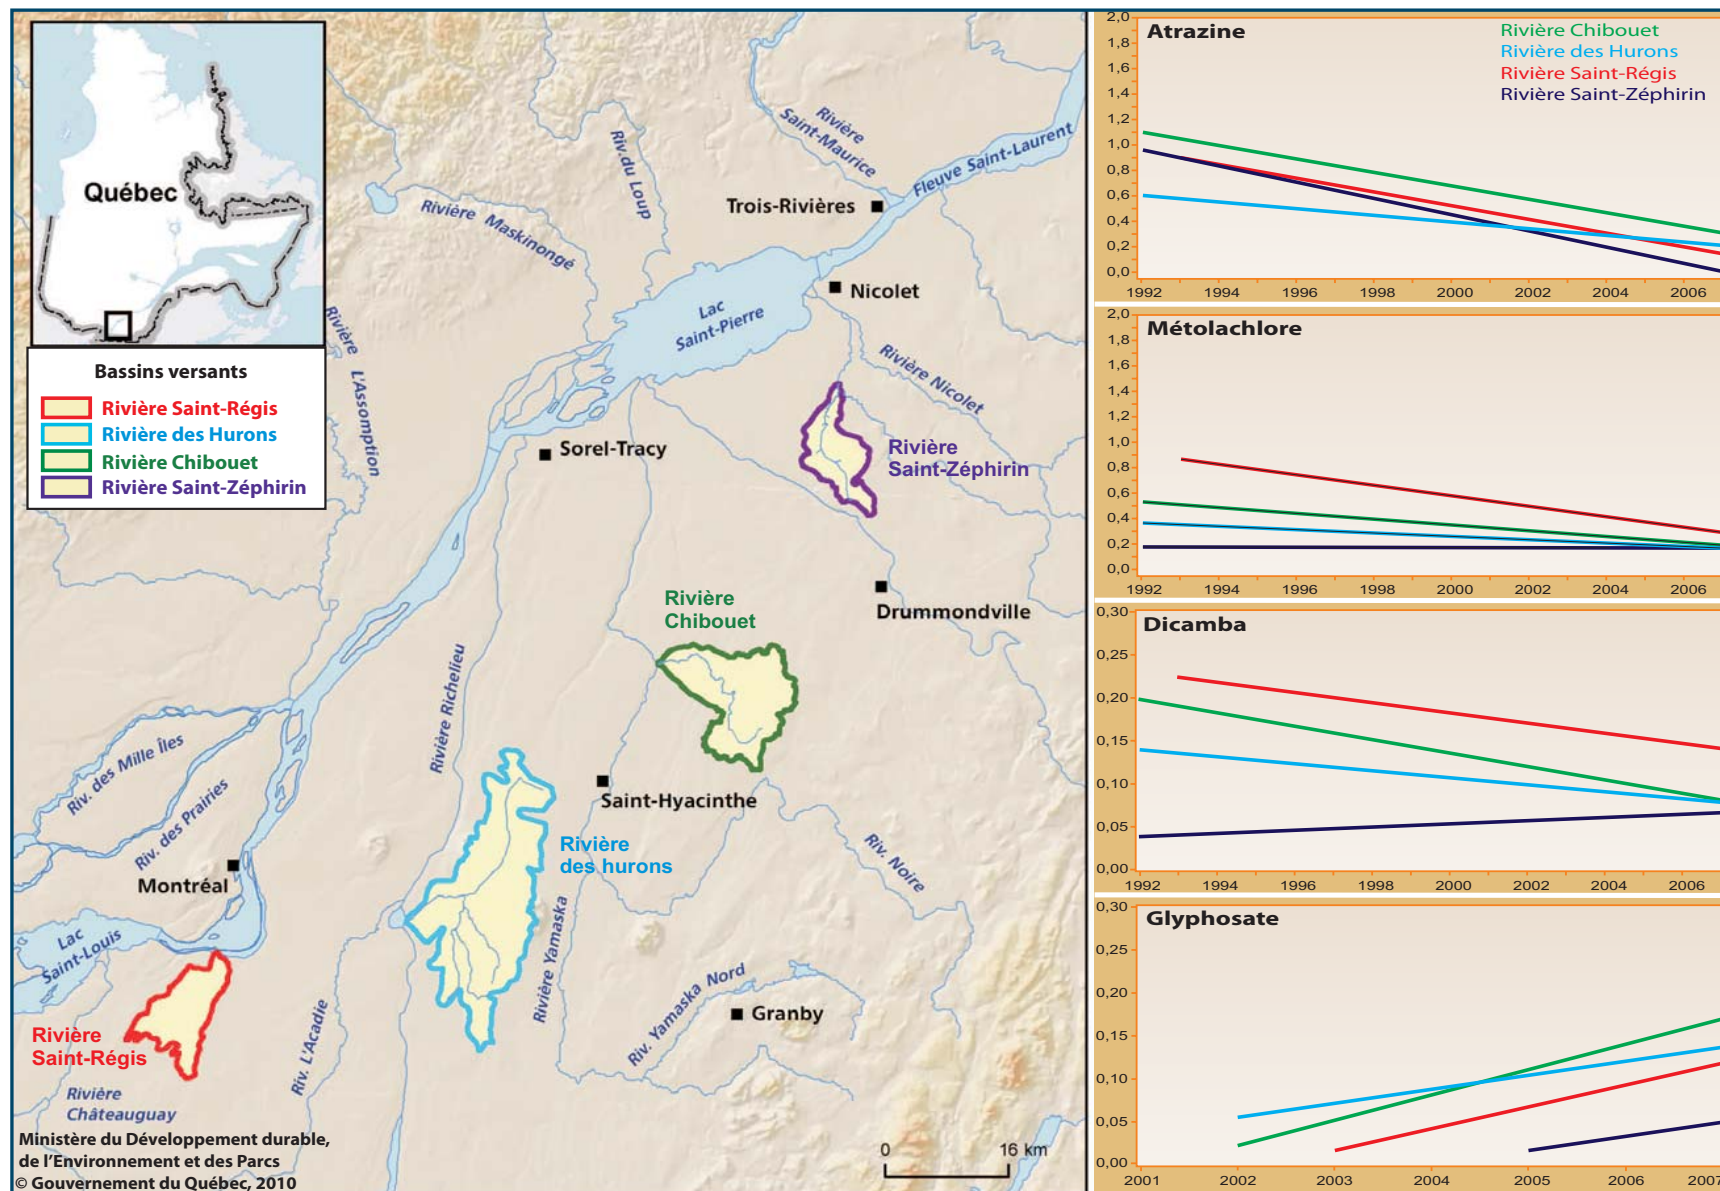 Québec
Bassins versants
Rivière Saint-Régis
Rivière des Hurons
Rivière Chibouet
Rivière Saint-Zéphirin
Rivière
Saint-Maurice
Fleuve Saint-Laurent
Riv.du Loup
Trois-Rivières
Rivière Maskinongé
Nicolet
Lac
Saint-Pierre
Rivière L'Assomption
Rivière Nicolet
Sorel-Tracy
Rivière
Saint-Zéphirin
Drummondville
Rivière
Chibouet
Rivière Richelieu
Riv. des Mille Îles
Riv. des Prairies
Saint-Hyacinthe
Rivière
des hurons
Riv. Noire
Montréal
Lac
Saint-Louis
Rivière Yamaska
Riv. Yamaska Nord
Granby
Riv. L'Acadie
Rivière
Saint-Régis
Rivière
Châteauguay
Ministère du Développement durable,
de l'Environnement et des Parcs
© Gouvernement du Québec, 2010
0 16 km
Atrazine
Rivière Chibouet
Rivière des Hurons
Rivière Saint-Régis
Rivière Saint-Zéphirin
2,0
1,8
1,6
1,4
1,2
1,0
0,8
0,6
0,4
0,2
0,0
1992 1994 1996 1998 2000 2002 2004 2006
Métolachlore
2,0
1,8
1,6
1,4
1,2
1,0
0,8
0,6
0,4
0,2
0,0
1992 1994 1996 1998 2000 2002 2004 2006
Dicamba
0,30
0,25
0,20
0,15
0,10
0,05
0,00
1992 1994 1996 1998 2000 2002 2004 2006
Glyphosate
0,30
0,25
0,20
0,15
0,10
0,05
0,00
2001 2002 2003 2004 2005 2006 2007